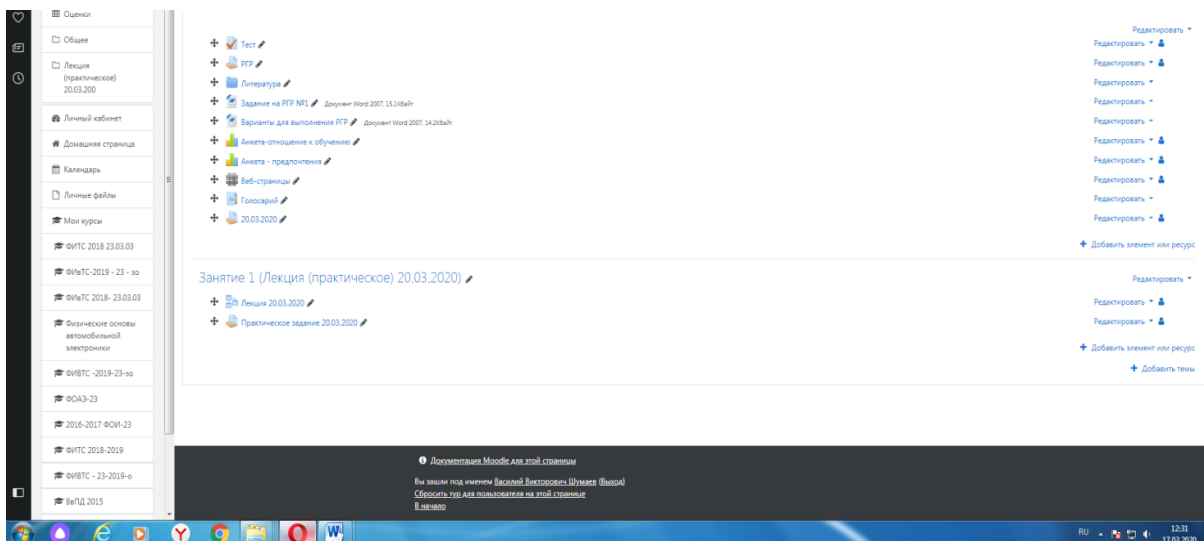 Оценки
Общее
Лекция
(практическое)
20.03.200
Личный кабинет
Домашняя страница
Календарь
Личные файлы
Мои курсы
ФИТС 2018 23.03.03
ФИвТС-2019 - 23 - зо
ФИвТС 2018- 23.03.03
Физические основы
автомобильной
электроники
ФИВТС -2019-23-зо
ФОАЭ-23
2016-2017 ФОИ-23
ФИТС 2018-2019
ФИВТС - 23-2019-о
ВвПД 2015
Редактировать
Тест Редактировать
РГР Редактировать
Литература Редактировать
Задание на РГР №1 Документ Word 2007, 15.1Кбайт Редактировать
Варианты для выполнения РГР Документ Word 2007, 14.2Кбайт Редактировать
Анкета-отношение к обучению Редактировать
Анкета - предпочтения Редактировать
Веб-страницы Редактировать
Голосарий Редактировать
20.03.2020 Редактировать
+ Добавить элемент или ресурс
Занятие 1 (Лекция (практическое) 20.03.2020) Редактировать
Лекция 20.03.2020 Редактировать
Практическое задание 20.03.2020 Редактировать
+ Добавить элемент или ресурс
+ Добавить темы
Документация Moodle для этой страницы
Вы зашли под именем Василий Викторович Шумаев (Выход)
Сбросить тур для пользователя на этой странице
В начало
RU 12:31
17.03.2020